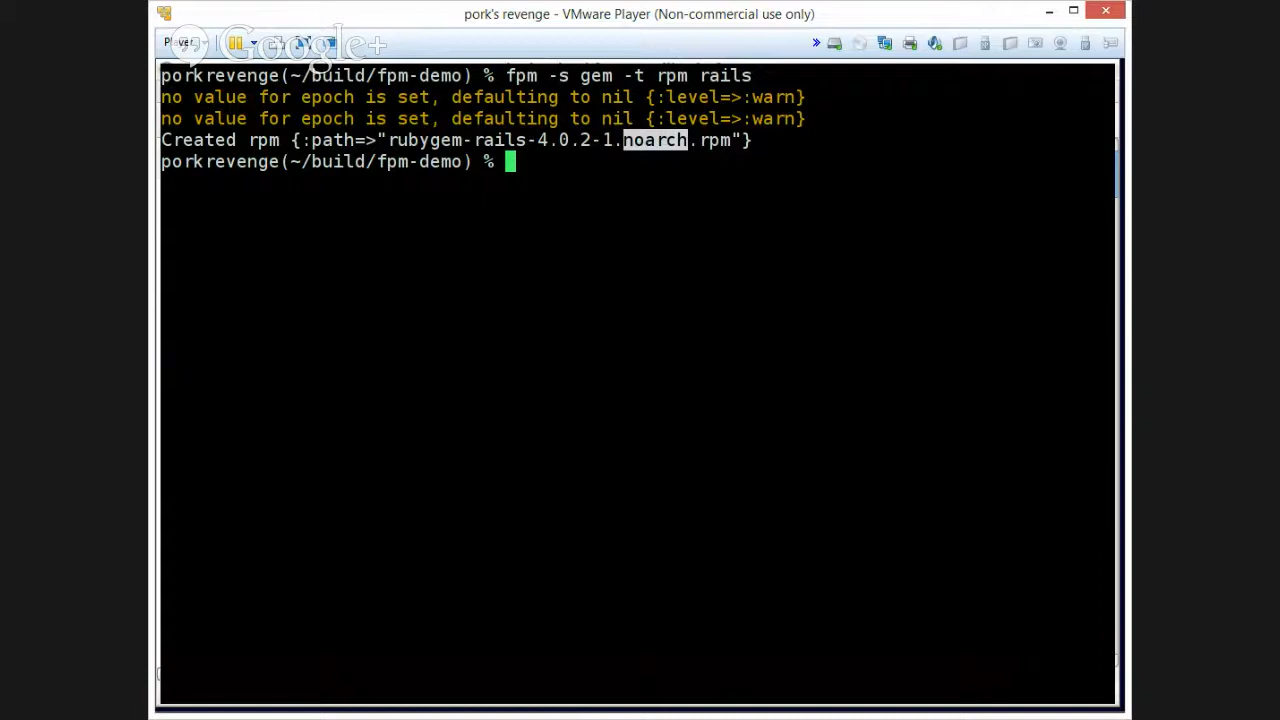 pork's revenge - VMware Player (Non-commercial use only)
Player
Google+
porkrevenge(~/build/fpm-demo) % fpm -s gem -t rpm rails
no value for epoch is set, defaulting to nil {:level=>:warn}
no value for epoch is set, defaulting to nil {:level=>:warn}
Created rpm {:path=>"rubygem-rails-4.0.2-1.noarch.rpm"}
porkrevenge(~/build/fpm-demo) %